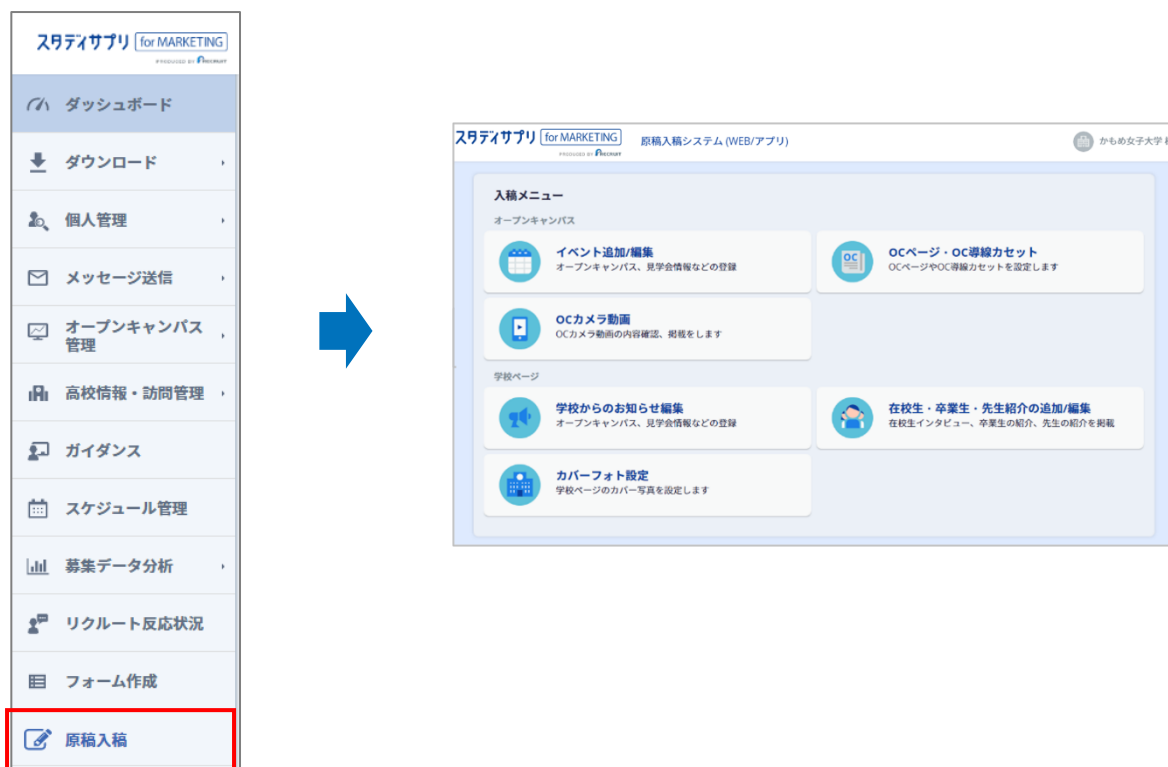 スタディサプリ for MARKETING
PRODUCED BY RECRUIT
ダッシュボード
ダウンロード
個人管理
メッセージ送信
オープンキャンパス
管理
高校情報・訪問管理
ガイダンス
スケジュール管理
募集データ分析
リクルート反応状況
フォーム作成
原稿入稿
スタディサプリ for MARKETING 原稿入稿システム (WEB/アプリ) かもめ女子大学
PRODUCED BY RECRUIT
入稿メニュー
オープンキャンパス
イベント追加/編集
オープンキャンパス、見学会情報などの登録
OC
OCページ・OC導線カセット
OCページやOC導線カセットを設定します
OCカメラ動画
OCカメラ動画の内容確認、掲載をします
学校ページ
学校からのお知らせ編集
オープンキャンパス、見学会情報などの登録
在校生・卒業生・先生紹介の追加/編集
在校生インタビュー、卒業生の紹介、先生の紹介を掲載
カバーフォト設定
学校ページのカバー写真を設定します